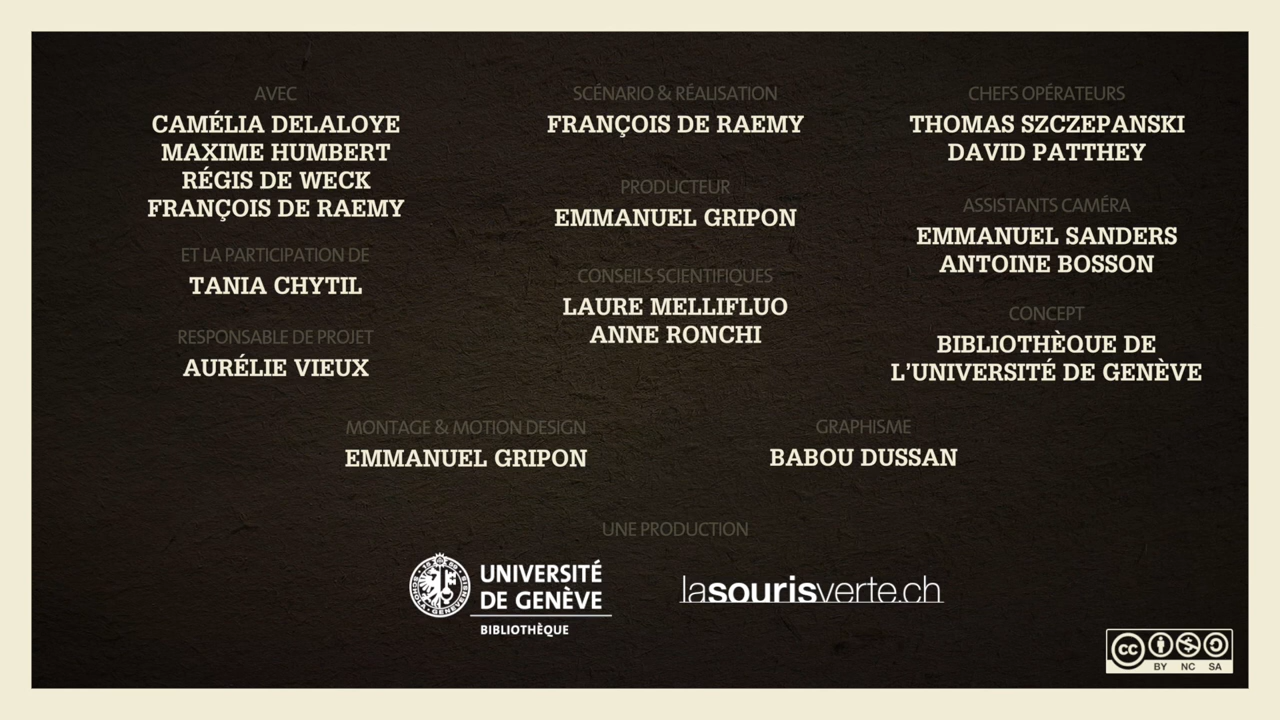 AVEC
CAMÉLIA DELALOYE
MAXIME HUMBERT
RÉGIS DE WECK
FRANÇOIS DE RAEMY
ET LA PARTICIPATION DE
TANIA CHYTIL
RESPONSABLE DE PROJET
AURÉLIE VIEUX
SCÉNARIO & RÉALISATION
FRANÇOIS DE RAEMY
PRODUCTEUR
EMMANUEL GRIPON
CONSEILS SCIENTIFIQUES
LAURE MELLIFLUO
ANNE RONCHI
CHEFS OPÉRATEURS
THOMAS SZCZEPANSKI
DAVID PATTHEY
ASSISTANTS CAMÉRA
EMMANUEL SANDERS
ANTOINE BOSSON
CONCEPT
BIBLIOTHÈQUE DE
L'UNIVERSITÉ DE GENÈVE
MONTAGE & MOTION DESIGN
EMMANUEL GRIPON
GRAPHISME
BABOU DUSSAN
UNE PRODUCTION
UNIVERSITÉ
DE GENÈVE
BIBLIOTHÈQUE
lasourisverte.ch
cc
BY NC SA